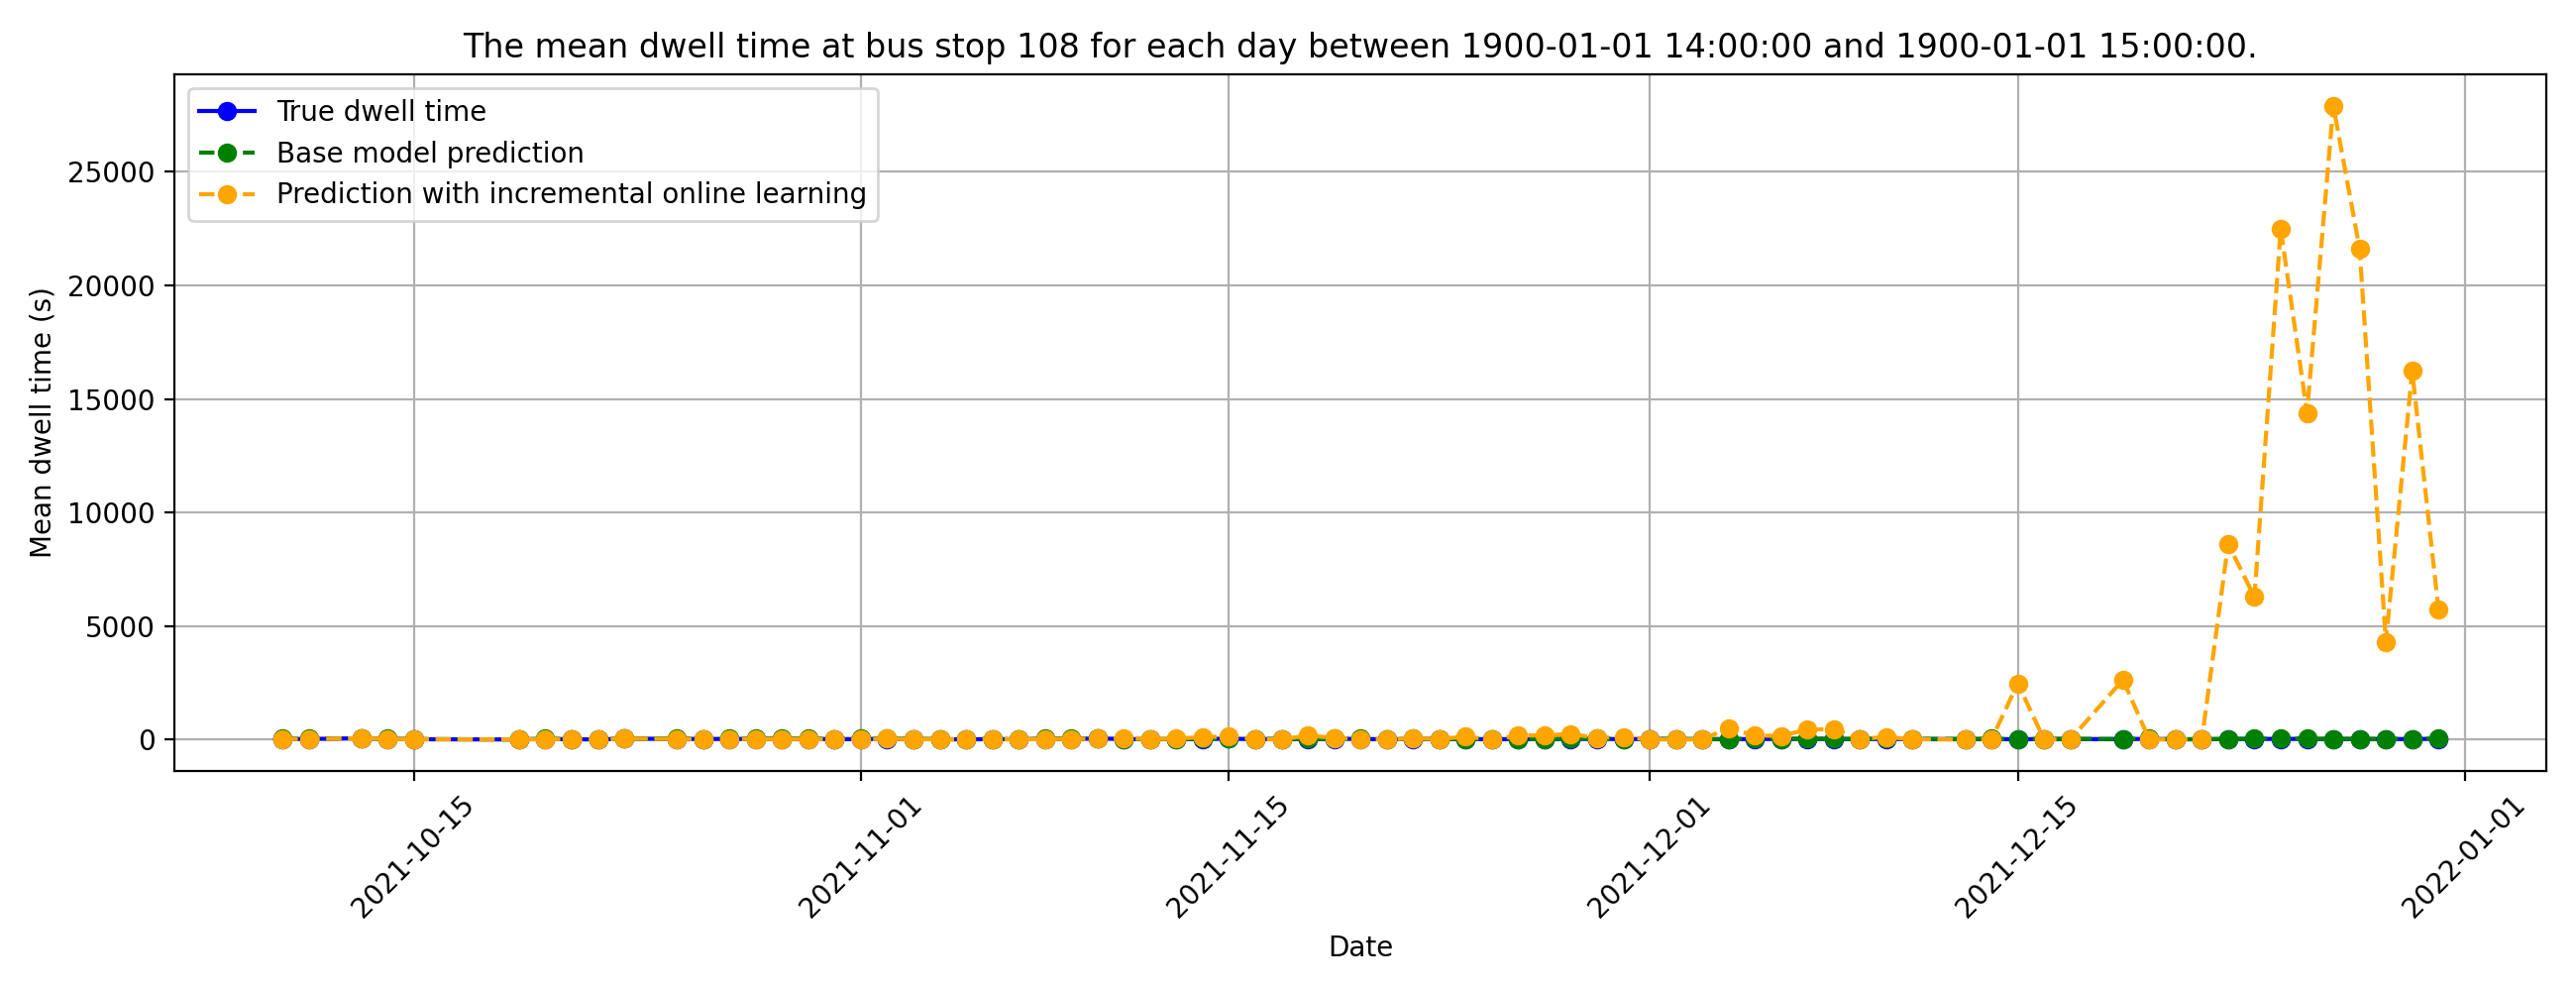 The mean dwell time at bus stop 108 for each day between 1900-01-01 14:00:00 and 1900-01-01 15:00:00.
True dwell time
Base model prediction
Prediction with incremental online learning
25000
20000
15000
10000
5000
0
Mean dwell time (s)
2021-10-15
2021-11-01
2021-11-15
2021-12-01
2021-12-15
2022-01-01
Date